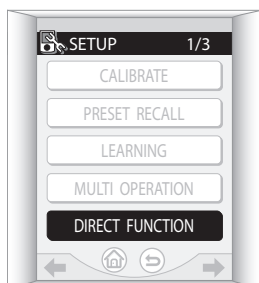 SETUP 1/3
CALIBRATE
PRESET RECALL
LEARNING
MULTI OPERATION
DIRECT FUNCTION